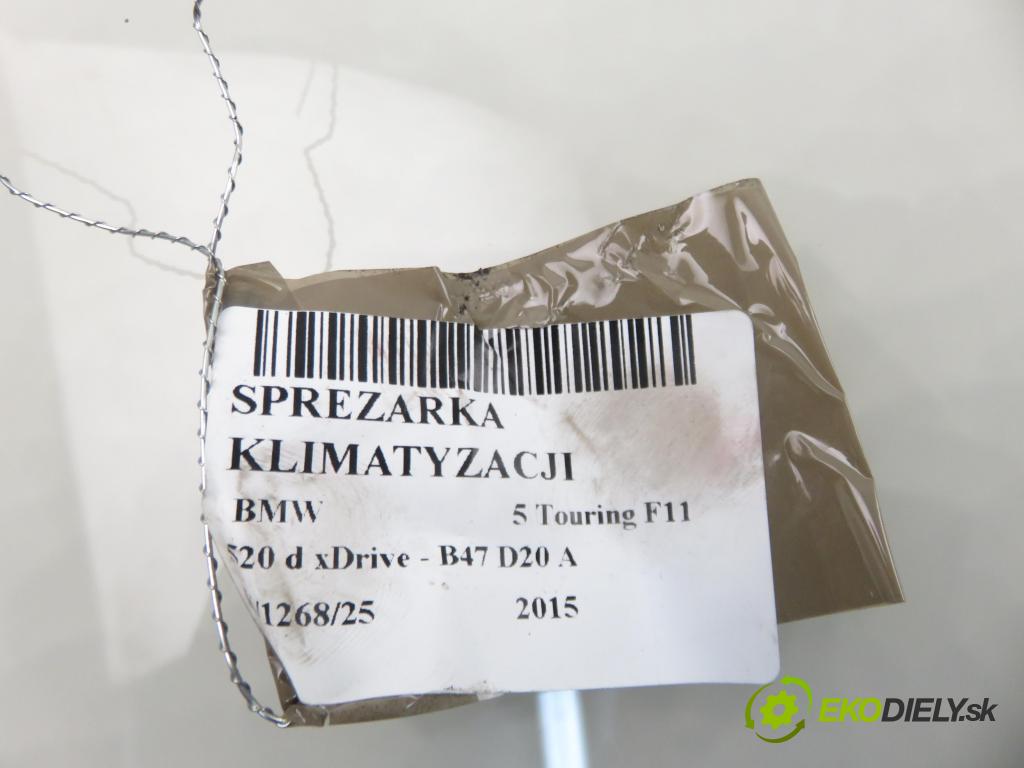 SPREZARKA
KLIMATYZACJI
BMW 5 Touring F11
520 d xDrive - B47 D20 A
1268/25 2015
EKODIELY.sk